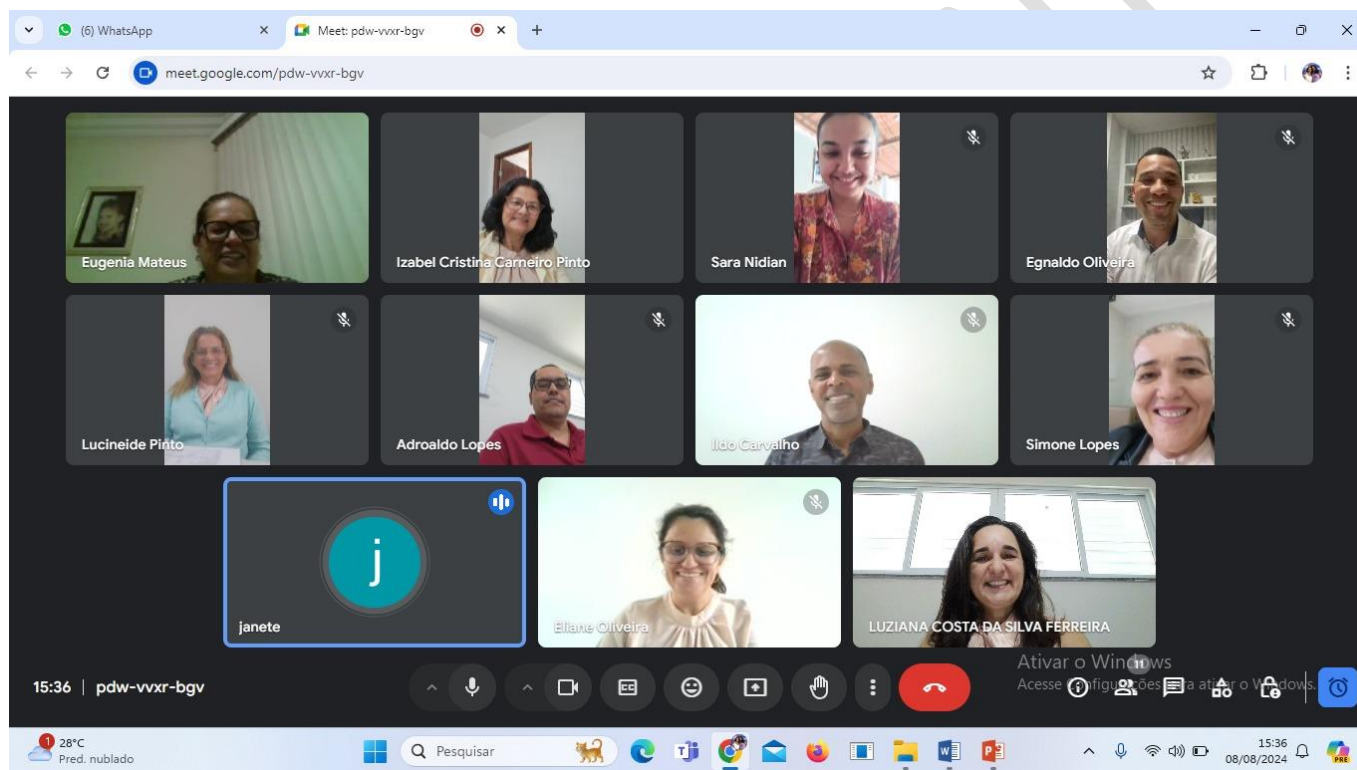 (6) WhatsApp
Meet: pdw-vvxr-bgv
meet.google.com/pdw-vvxr-bgv
Eugenia Mateus
Izabel Cristina Carneiro Pinto
Sara Nidian
Egnaldo Oliveira
Lucineide Pinto
Adroaldo Lopes
Ildo Carvalho
Simone Lopes
j
janete
Eliane Oliveira
LUZIANA COSTA DA SILVA FERREIRA
Ativar o Windows
Acesse Configurações para ativar o Windows.
11
15:36 | pdw-vvxr-bgv
CC
1
28°C
Pred. nublado
Pesquisar
15:36
08/08/2024
PRE